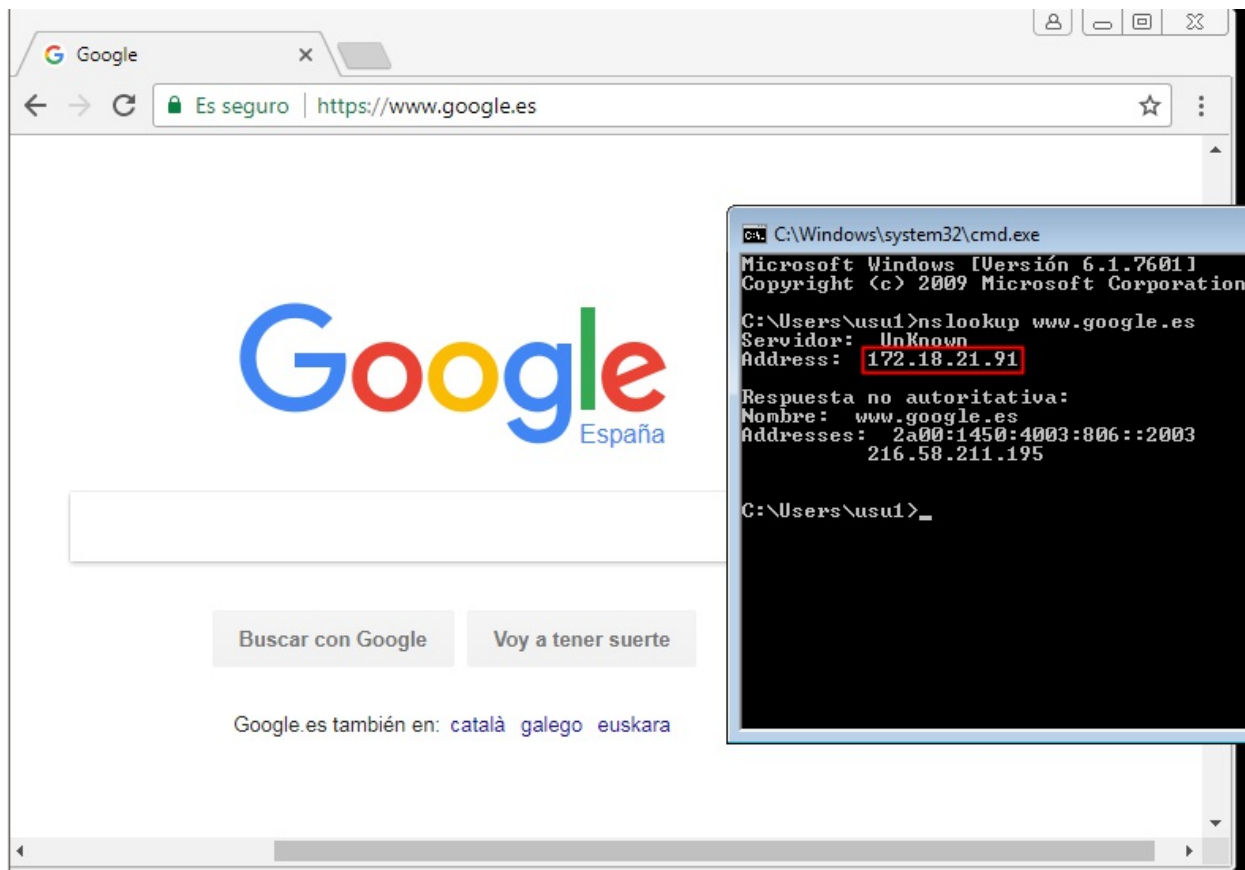 Google
Es seguro | https://www.google.es
Google
España
Buscar con Google
Voy a tener suerte
Google.es también en: català galego euskara
C:\Windows\system32\cmd.exe
Microsoft Windows [Versión 6.1.7601]
Copyright (c) 2009 Microsoft Corporation
C:\Users\usu1>nslookup www.google.es
Servidor:  UnKnown
Address:  172.18.21.91
Respuesta no autoritativa:
Nombre:  www.google.es
Addresses:  2a00:1450:4003:806::2003
216.58.211.195
C:\Users\usu1>_